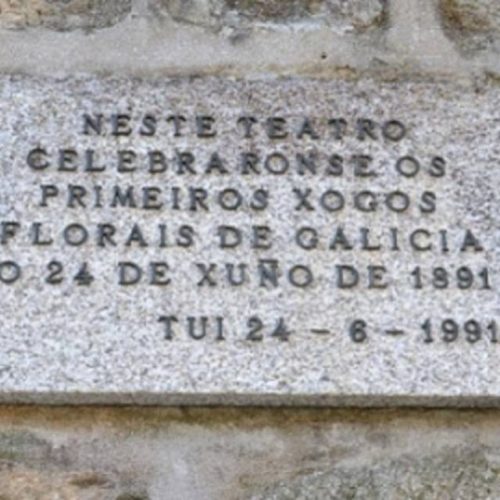 NESTE TEATRO
CELEBRARONSE OS
PRIMEIROS XOGOS
FLORAIS DE GALICIA
O 24 DE XUÑO DE 1891
TUI 24 - 6 - 1991